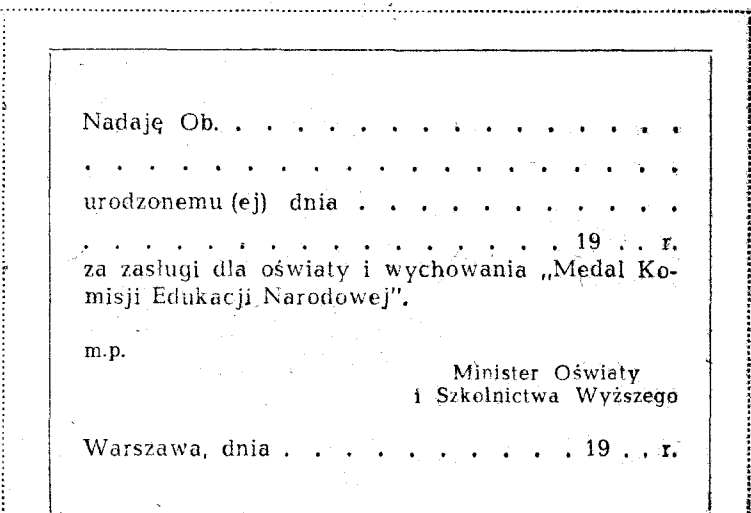 Nadaję Ob. . . . . . . . . . . . . . . .
. . . . . . . . . . . . . . . . . . . .
urodzonemu (ej) dnia . . . . . . . . . . .
. . . . . . . . . . . . . . . . 19 . . r.
za zasługi dla oświaty i wychowania „Medal Ko-
misji Edukacji Narodowej".
m.p.
Minister Oświaty
i Szkolnictwa Wyższego
Warszawa, dnia . . . . . . . . . . 19 . . r.